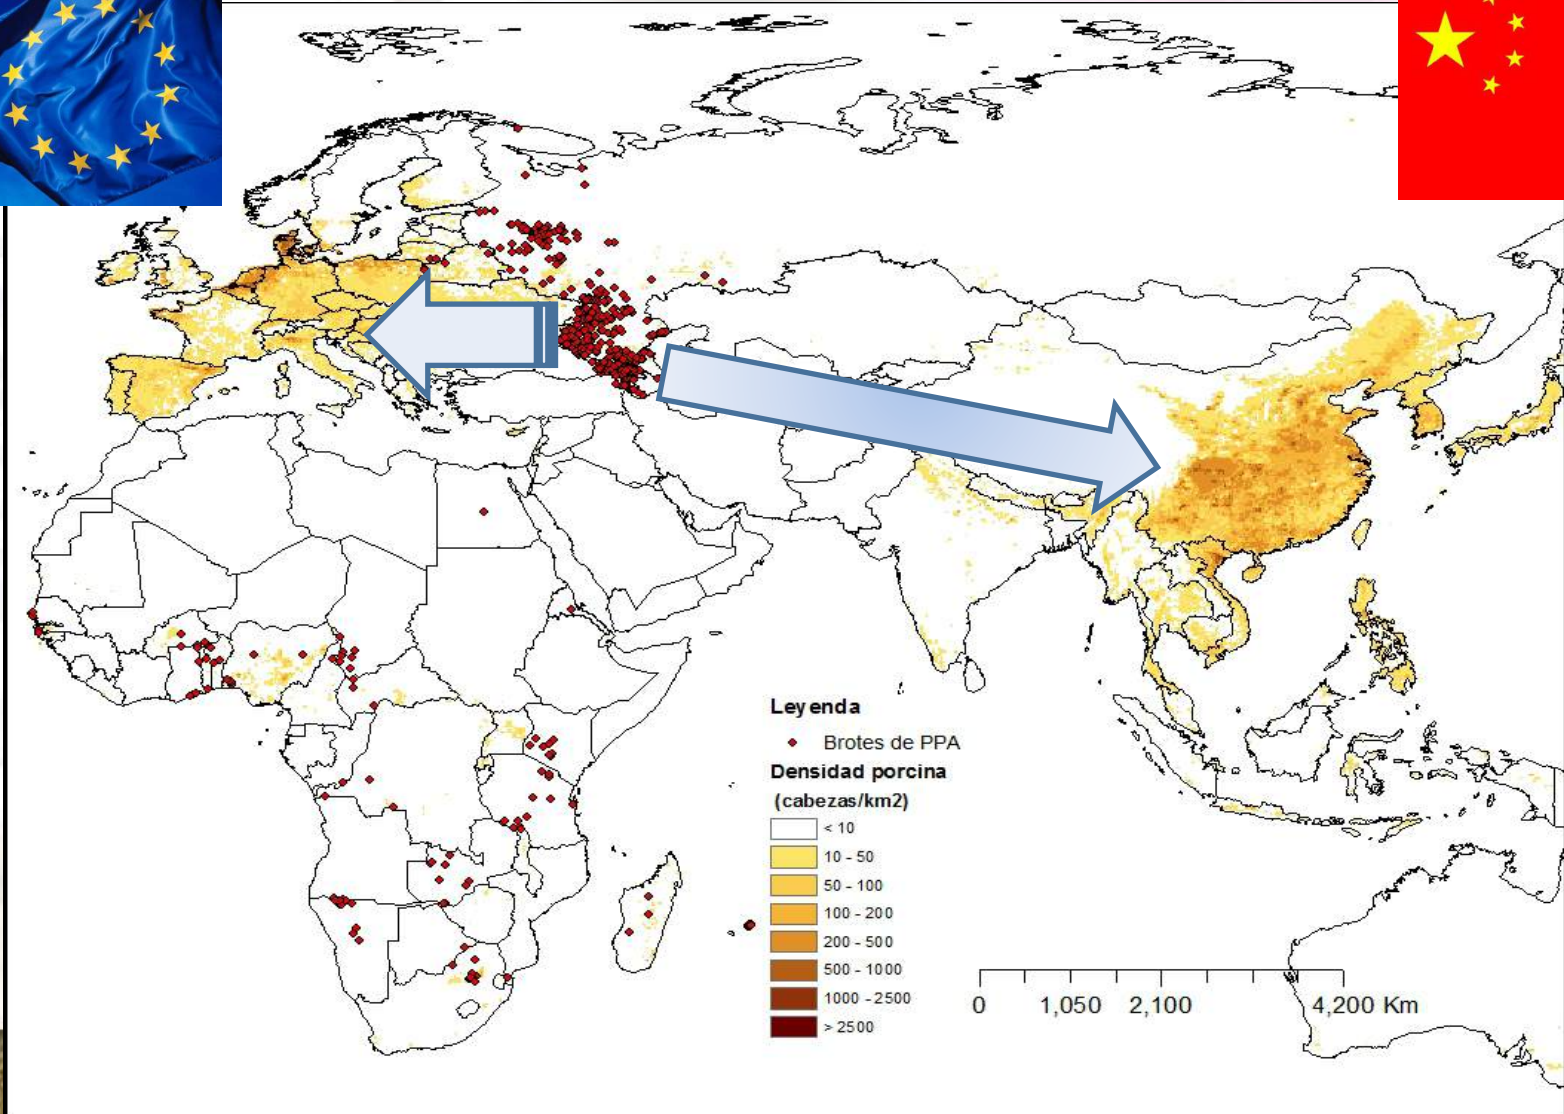 Leyenda
Brotes de PPA
Densidad porcina
(cabezas/km2)
< 10
10 - 50
50 - 100
100 - 200
200 - 500
500 - 1000
1000 - 2500
> 2500
0 1,050 2,100 4,200 Km